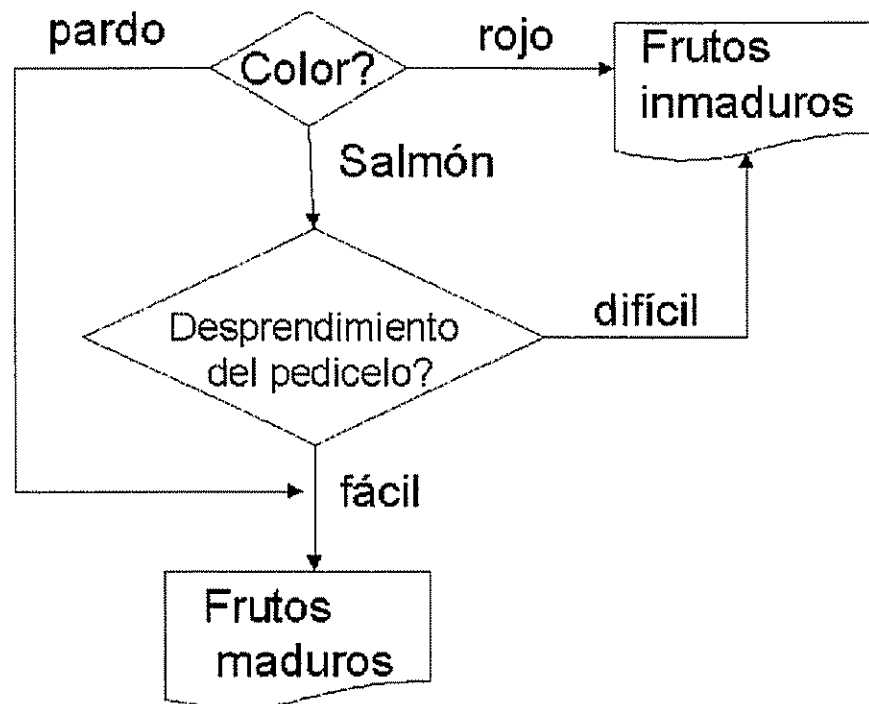 pardo
Color?
rojo
Frutos
inmaduros
Salmón
Desprendimiento
del pedicelo?
difícil
fácil
Frutos
maduros